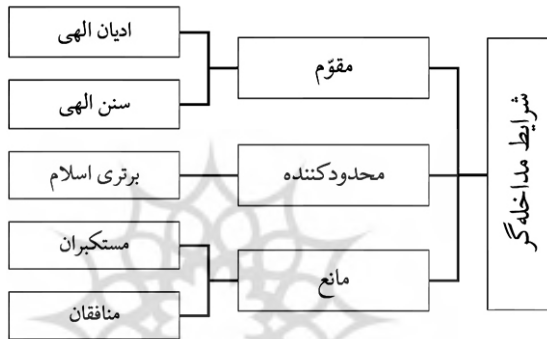 شرایط مداخله‌گر
مقوّم
ادیان الهی
سنن الهی
محدودکننده
برتری اسلام
مانع
مستکبران
منافقان